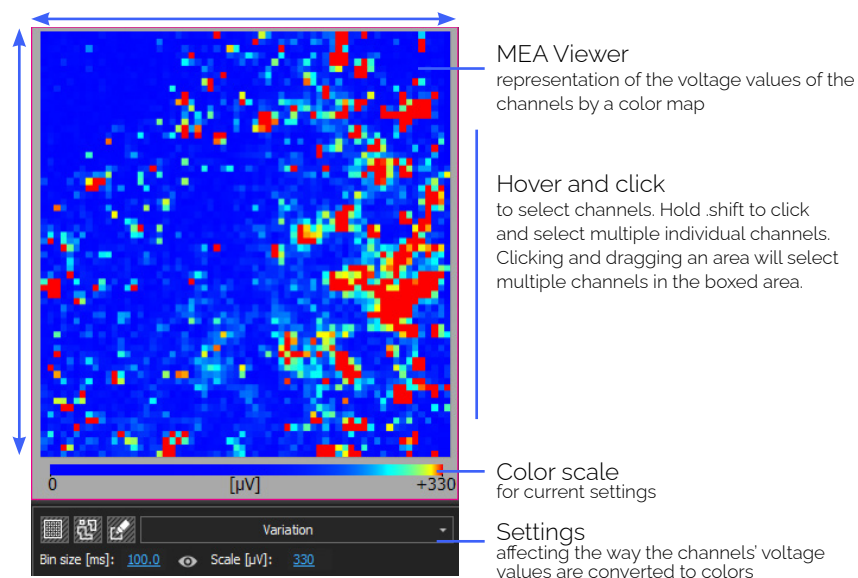 MEA Viewer
representation of the voltage values of the
channels by a color map
Hover and click
to select channels. Hold .shift to click
and select multiple individual channels.
Clicking and dragging an area will select
multiple channels in the boxed area.
0 [µV] +330
Color scale
for current settings
Variation
Bin size [ms]: 100.0 Scale [µV]: 330
Settings
affecting the way the channels' voltage
values are converted to colors